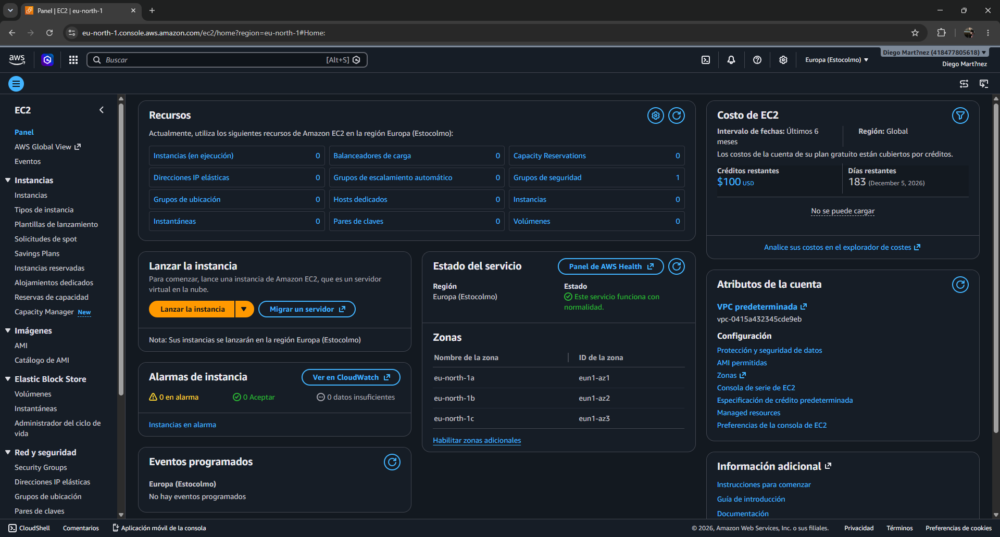 Panel | EC2 | eu-north-1
eu-north-1.console.aws.amazon.com/ec2/home?region=eu-north-1#Home:
aws
Buscar
[Alt+S]
Europa (Estocolmo)
Diego Mart?nez (418477805618)
Diego Mart?nez
EC2
Panel
AWS Global View
Eventos
Instancias
Instancias
Tipos de instancia
Plantillas de lanzamiento
Solicitudes de spot
Savings Plans
Instancias reservadas
Alojamientos dedicados
Reservas de capacidad
Capacity Manager New
Imágenes
AMI
Catálogo de AMI
Elastic Block Store
Volúmenes
Instantáneas
Administrador del ciclo de
vida
Red y seguridad
Security Groups
Direcciones IP elásticas
Grupos de ubicación
Pares de claves
Recursos
Actualmente, utiliza los siguientes recursos de Amazon EC2 en la región Europa (Estocolmo):
Instancias (en ejecución) 0
Balanceadores de carga 0
Capacity Reservations 0
Direcciones IP elásticas 0
Grupos de escalamiento automático 0
Grupos de seguridad 1
Grupos de ubicación 0
Hosts dedicados 0
Instancias 0
Instantáneas 0
Pares de claves 0
Volúmenes 0
Lanzar la instancia
Para comenzar, lance una instancia de Amazon EC2, que es un servidor
virtual en la nube.
Lanzar la instancia
Migrar un servidor
Nota: Sus instancias se lanzarán en la región Europa (Estocolmo)
Alarmas de instancia
Ver en CloudWatch
0 en alarma
0 Aceptar
0 datos insuficientes
Instancias en alarma
Eventos programados
Europa (Estocolmo)
No hay eventos programados
Estado del servicio
Panel de AWS Health
Región
Europa (Estocolmo)
Estado
Este servicio funciona con
normalidad.
Zonas
Nombre de la zona
ID de la zona
eu-north-1a
eun1-az1
eu-north-1b
eun1-az2
eu-north-1c
eun1-az3
Habilitar zonas adicionales
Costo de EC2
Intervalo de fechas: Últimos 6
meses
Región: Global
Los costos de la cuenta de su plan gratuito están cubiertos por créditos.
Créditos restantes
$100 USD
Días restantes
183 (December 5, 2026)
No se puede cargar
Analice sus costos en el explorador de costes
Atributos de la cuenta
VPC predeterminada
vpc-0415a432345cde9eb
Configuración
Protección y seguridad de datos
AMI permitidas
Zonas
Consola de serie de EC2
Especificación de crédito predeterminada
Managed resources
Preferencias de la consola de EC2
Información adicional
Instrucciones para comenzar
Guía de introducción
Documentación
CloudShell
Comentarios
Aplicación móvil de la consola
© 2026, Amazon Web Services, Inc. o sus filiales.
Privacidad
Términos
Preferencias de cookies